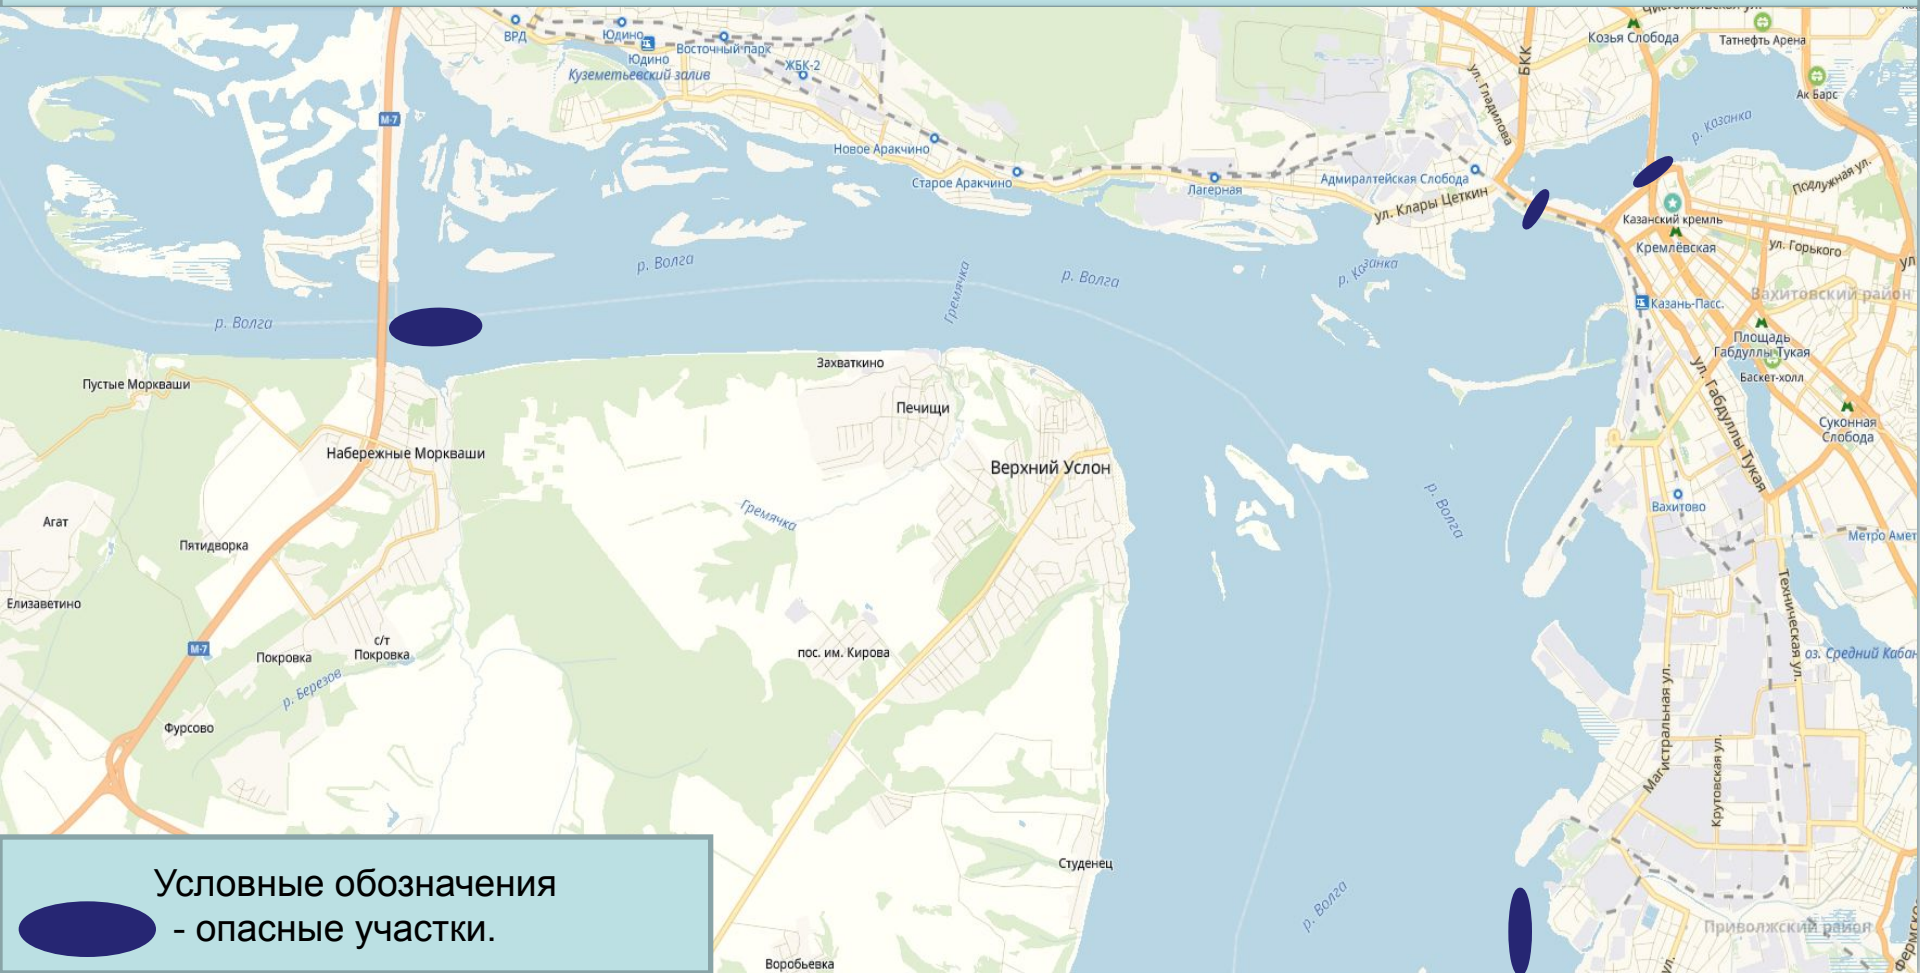 Чистопольская ул.
ВРД
Юдино
Юдино
Восточный парк
ЖБК-2
Куземетьевский залив
БКК
Козья Слобода
Татнефть Арена
Ак Барс
М-7
ул. Гладилова
р. Казанка
Новое Аракчино
Старое Аракчино
Лагерная
Адмиралтейская Слобода
ул. Клары Цеткин
Подлужная ул.
Казанский кремль
Кремлёвская
ул. Горького
ул
р. Волга
Гремячка
р. Волга
р. Казанка
Казань-Пасс.
Вахитовский район
р. Волга
Площадь
Габдуллы Тукая
Баскет-холл
Захваткино
Пустые Моркваши
Печищи
ул. Габдуллы Тукая
Суконная
Слобода
Набережные Моркваши
Верхний Услон
р. Волга
Вахитово
Гремячка
Агат
Пятидворка
Метро Амет
Елизаветино
Техническая ул.
М-7
Покровка
с/т
Покровка
пос. им. Кирова
оз. Средний Кабан
р. Березов
Фурсово
Магистральная ул.
Крутовская ул.
Студенец
р. Волга
Приволжский район
Фермско
ул.
Воробьевка
Условные обозначения
- опасные участки.